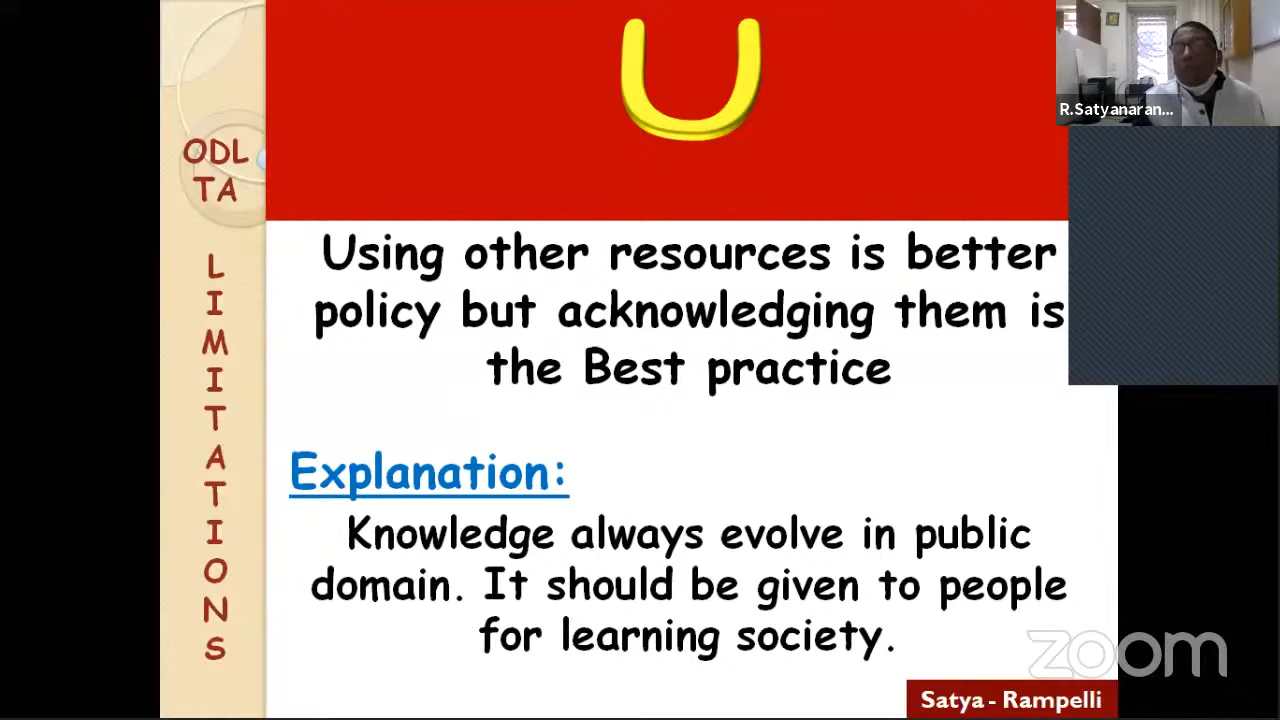 U
R.Satyanaran...
ODL
TA
L
I
M
I
T
A
T
I
O
N
S
Using other resources is better
policy but acknowledging them is
the Best practice
Explanation:
Knowledge always evolve in public
domain. It should be given to people
for learning society.
zoom
Satya - Rampelli